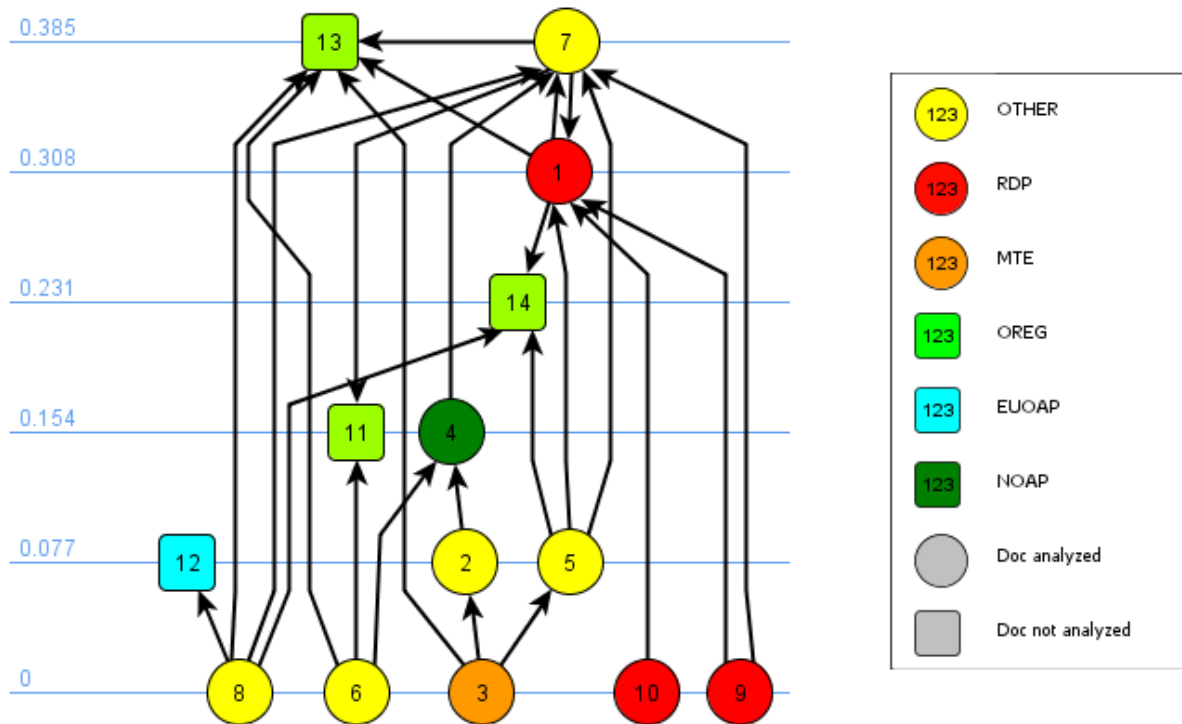 0.385
13
7
0.308
1
0.231
14
0.154
11
4
0.077
12
2
5
0
8
6
3
10
9
123 OTHER
123 RDP
123 MTE
123 OREG
123 EUOAP
123 NOAP
Doc analyzed
Doc not analyzed